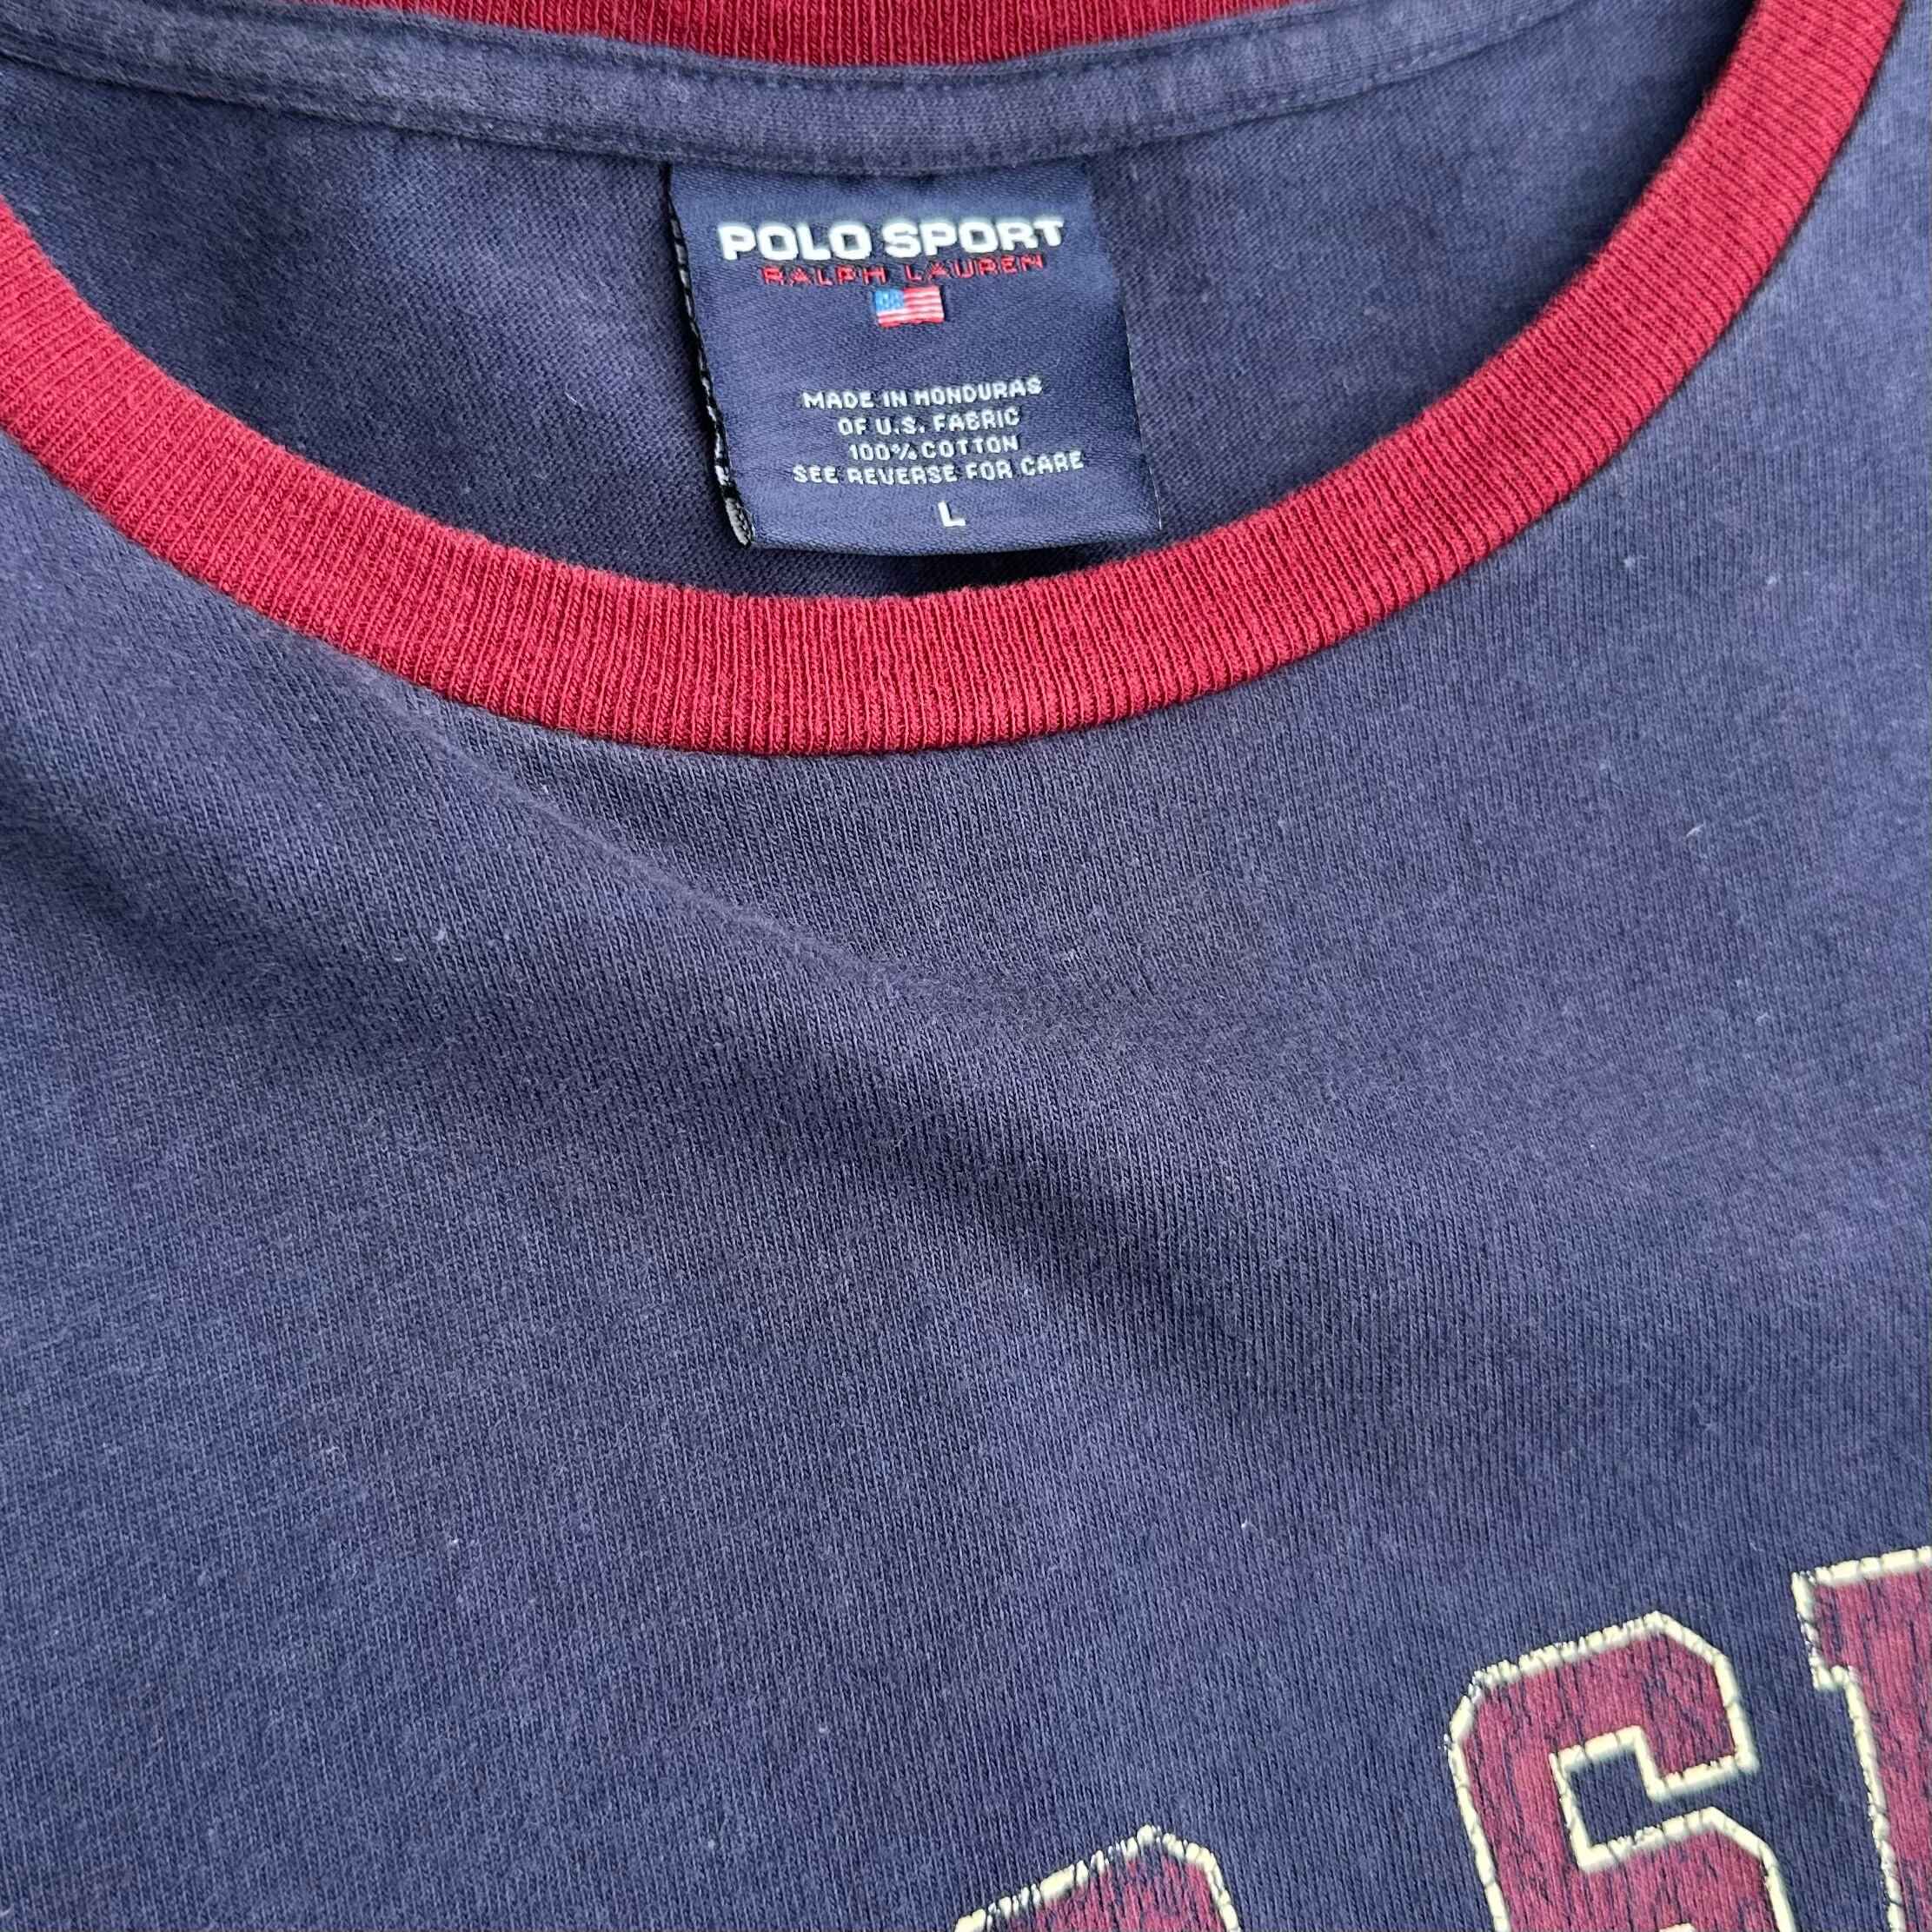 POLO SPORT
RALPH LAUREN
MADE IN HONDURAS
OF U.S. FABRIC
100% COTTON
SEE REVERSE FOR CARE
L